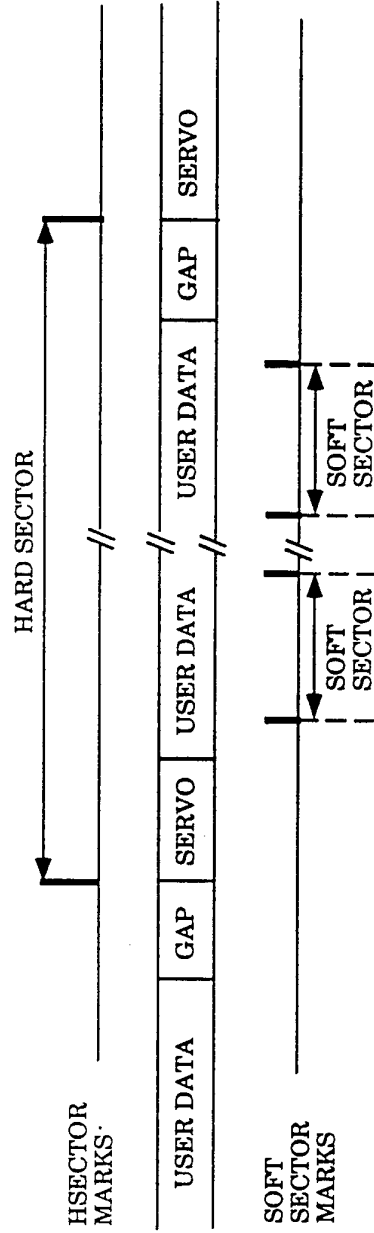 HARD SECTOR
HSECTOR
MARKS
USER DATA GAP SERVO USER DATA USER DATA GAP SERVO
SOFT
SECTOR
MARKS
SOFT
SECTOR
SOFT
SECTOR